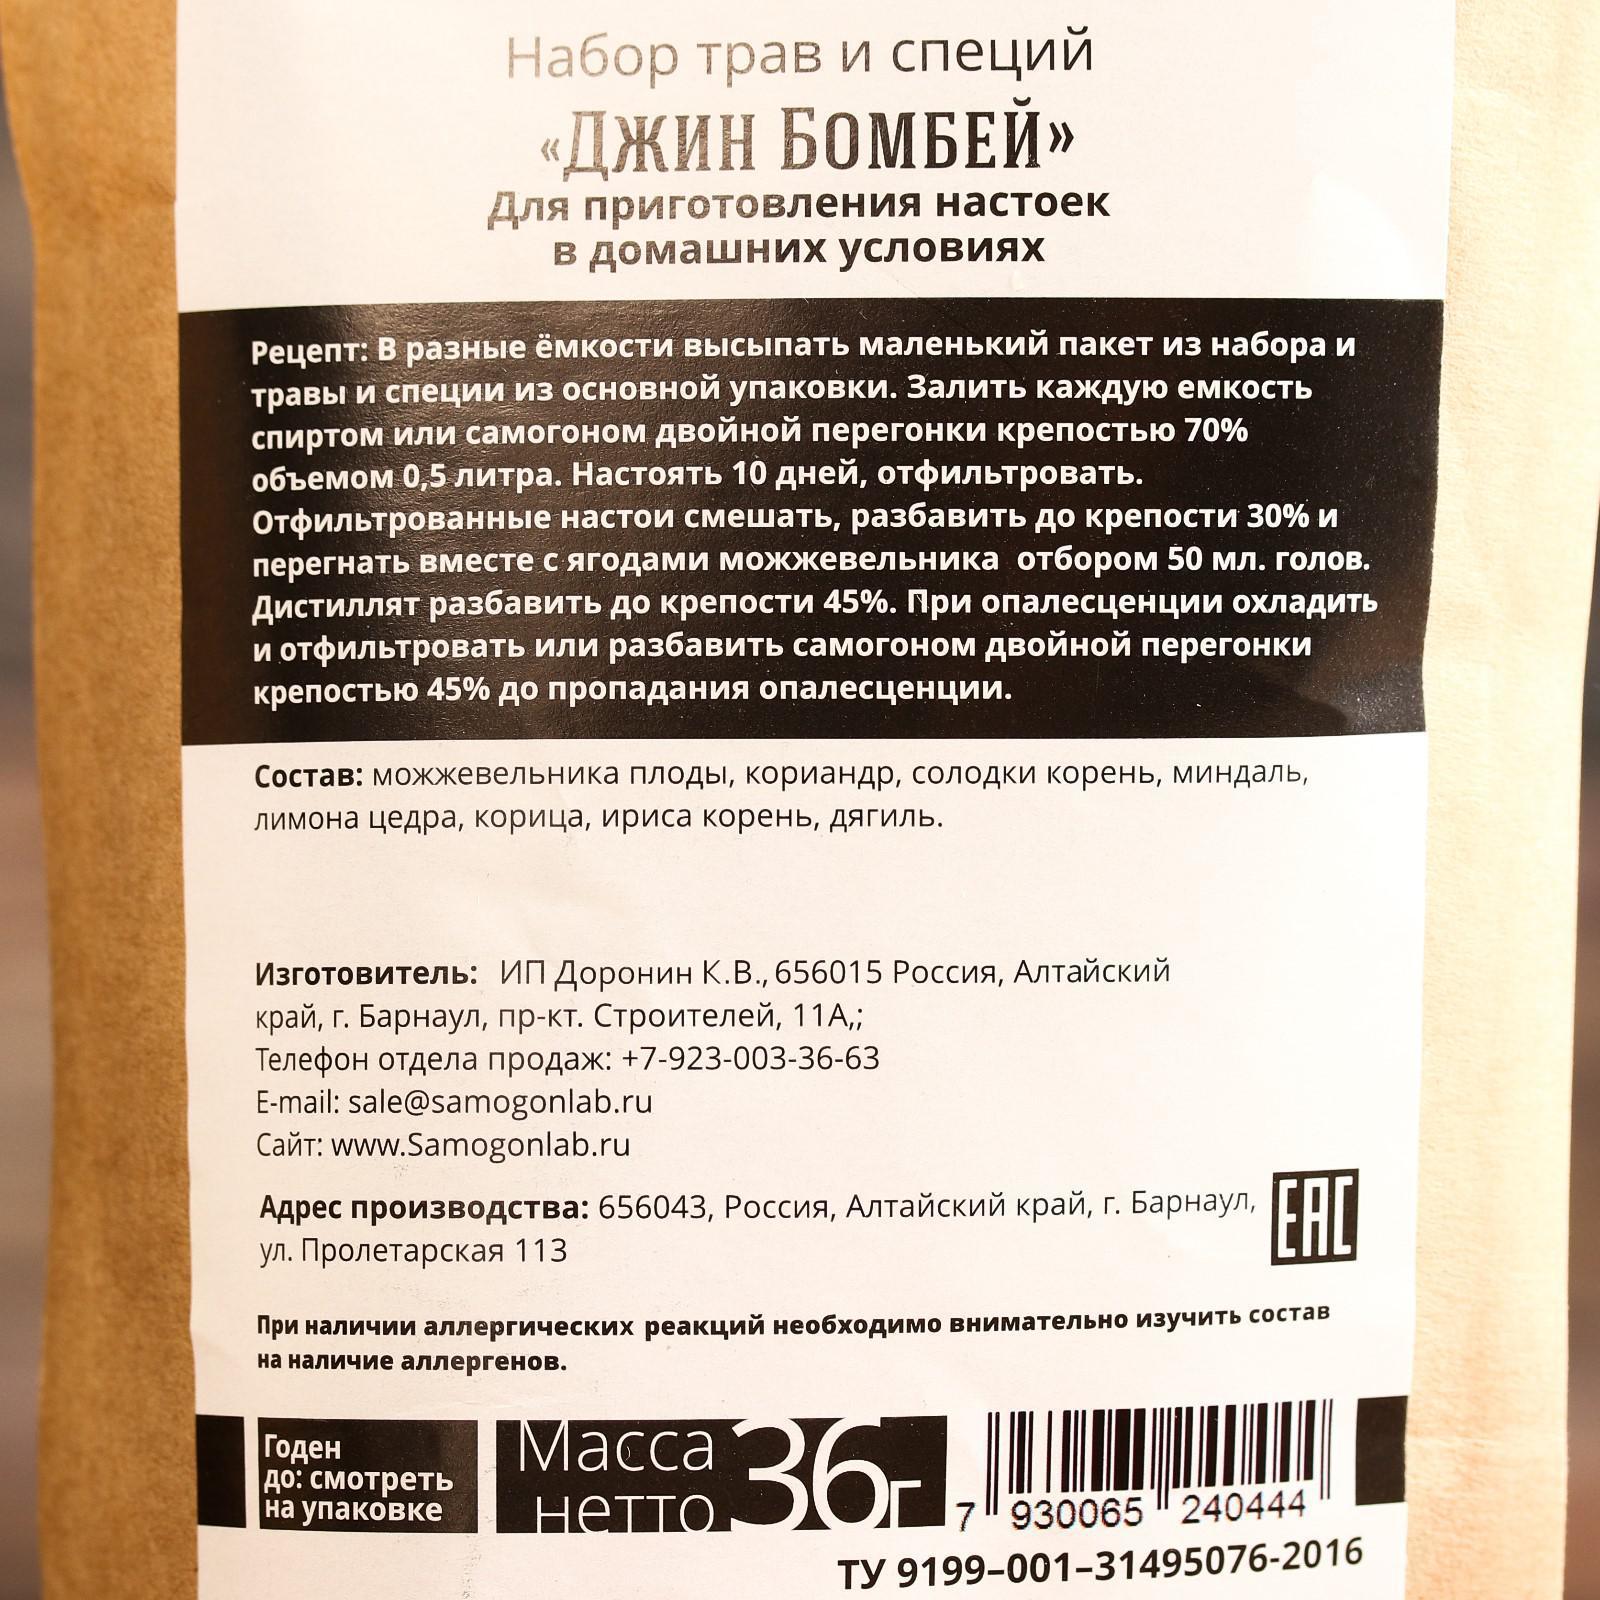 Набор трав и специй
«Джин Бомбей»
Для приготовления настоек
в домашних условиях
Рецепт: В разные ёмкости высыпать маленький пакет из набора и
травы и специи из основной упаковки. Залить каждую емкость
спиртом или самогоном двойной перегонки крепостью 70%
объемом 0,5 литра. Настоять 10 дней, отфильтровать.
Отфильтрованные настои смешать, разбавить до крепости 30% и
перегнать вместе с ягодами можжевельника отбором 50 мл. голов.
Дистиллят разбавить до крепости 45%. При опалесценции охладить
и отфильтровать или разбавить самогоном двойной перегонки
крепостью 45% до пропадания опалесценции.
Состав: можжевельника плоды, кориандр, солодки корень, миндаль,
лимона цедра, корица, ириса корень, дягиль.
Изготовитель: ИП Доронин К.В., 656015 Россия, Алтайский
край, г. Барнаул, пр-кт. Строителей, 11А,;
Телефон отдела продаж: +7-923-003-36-63
E-mail: sale@samogonlab.ru
Сайт: www.Samogonlab.ru
Адрес производства: 656043, Россия, Алтайский край, г. Барнаул,
ул. Пролетарская 113
EAC
При наличии аллергических реакций необходимо внимательно изучить состав
на наличие аллергенов.
Годен
до: смотреть
на упаковке
Масса
нетто 36г
7 930065 240444
ТУ 9199–001–31495076-2016